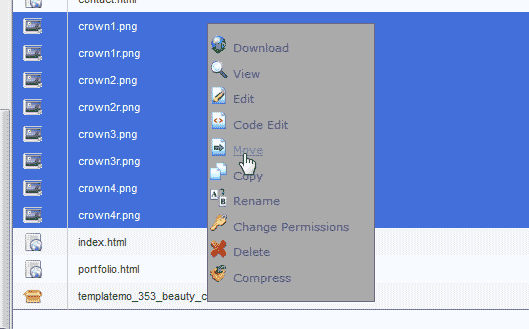 contact.html
crown1.png
crown1r.png
crown2.png
crown2r.png
crown3.png
crown3r.png
crown4.png
crown4r.png
index.html
portfolio.html
templatemo_353_beauty_c
Download
View
Edit
Code Edit
Move
Copy
Rename
Change Permissions
Delete
Compress